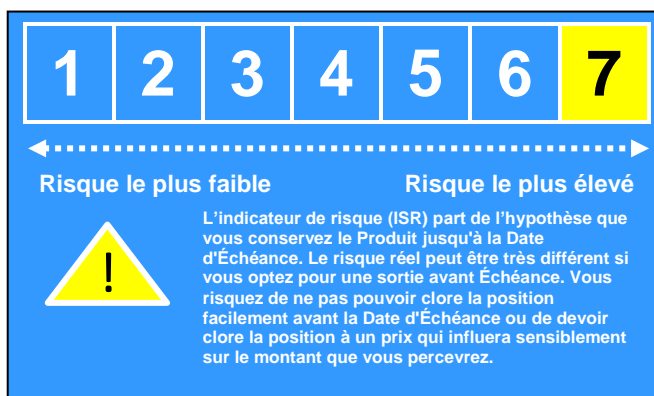 1 2 3 4 5 6 7
Risque le plus faible Risque le plus élevé
!
L'indicateur de risque (ISR) part de l'hypothèse que
vous conservez le Produit jusqu'à la Date
d'Échéance. Le risque réel peut être très différent si
vous optez pour une sortie avant Échéance. Vous
risquez de ne pas pouvoir clore la position
facilement avant la Date d'Échéance ou de devoir
clore la position à un prix qui influera sensiblement
sur le montant que vous percevrez.